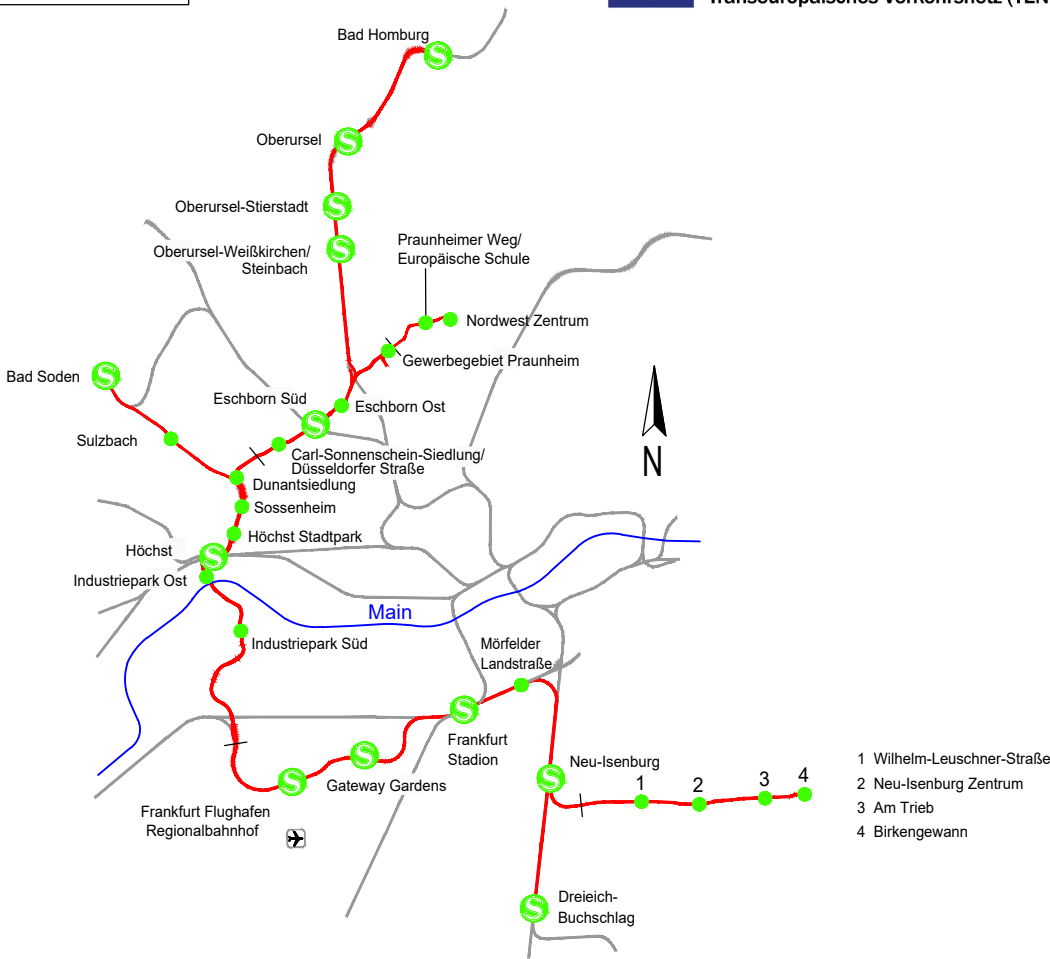 Transeuropäisches Verkehrsnetz (TEN
Bad Homburg
Oberursel
Oberursel-Stierstadt
Oberursel-Weißkirchen/
Steinbach
Praunheimer Weg/
Europäische Schule
Nordwest Zentrum
Gewerbegebiet Praunheim
Bad Soden
Eschborn Süd
Eschborn Ost
Sulzbach
Carl-Sonnenschein-Siedlung/
Düsseldorfer Straße
Dunantsiedlung
Sossenheim
Höchst Stadtpark
Höchst
Industriepark Ost
N
Main
Industriepark Süd
Mörfelder
Landstraße
Frankfurt
Stadion
Gateway Gardens
Frankfurt Flughafen
Regionalbahnhof
Neu-Isenburg
1
2
3
4
1 Wilhelm-Leuschner-Straße
2 Neu-Isenburg Zentrum
3 Am Trieb
4 Birkengewann
Dreieich-
Buchschlag
S
S
S
S
S
S
S
S
S
S
S
S